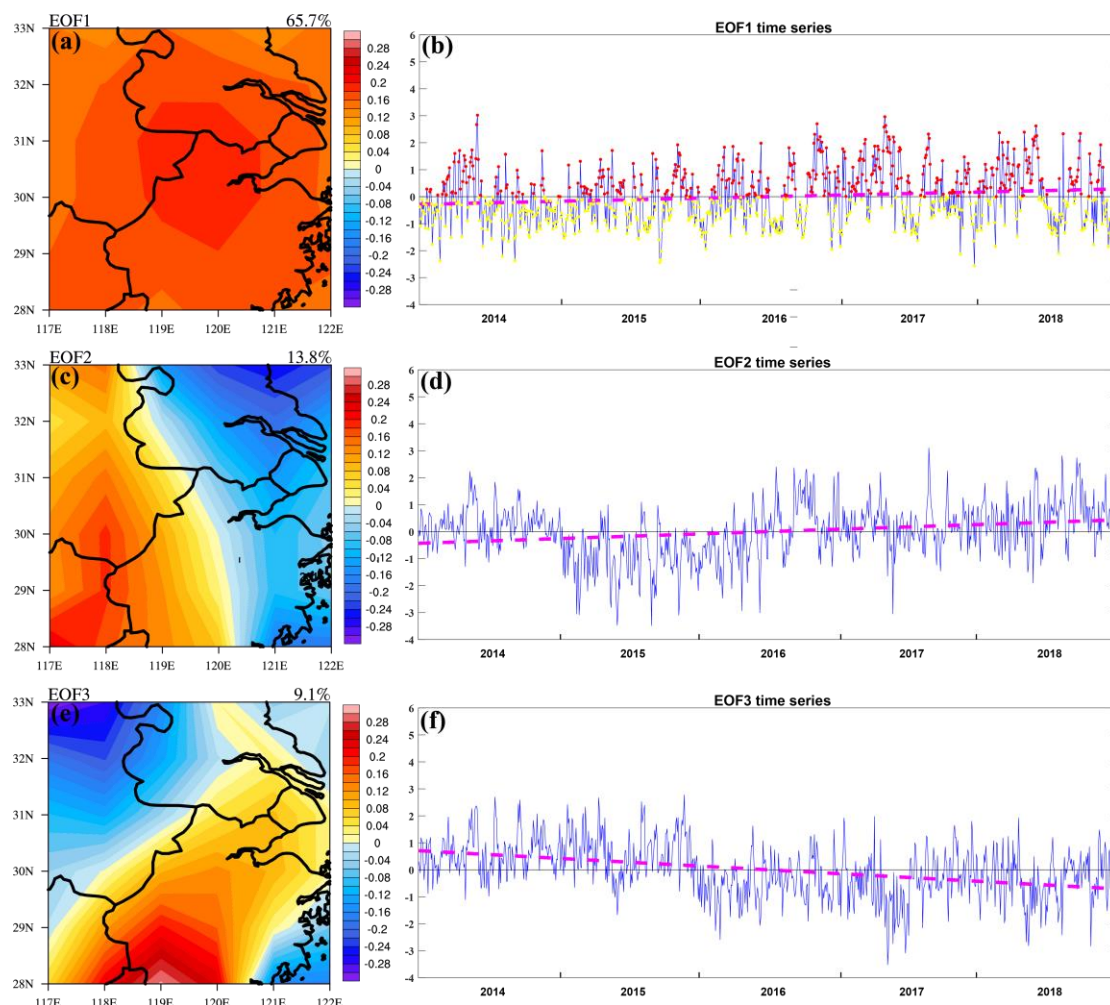 EOF1 65.7%
(a)
33N
32N
31N
30N
29N
28N
117E 118E 119E 120E 121E 122E
0.28
0.24
0.2
0.16
0.12
0.08
0.04
0
-0.04
-0.08
-0.12
-0.16
-0.2
-0.24
-0.28
EOF1 time series
(b)
6
5
4
3
2
1
0
-1
-2
-3
-4
2014 2015 2016 2017 2018
EOF2 13.8%
(c)
33N
32N
31N
30N
29N
28N
117E 118E 119E 120E 121E 122E
0.28
0.24
0.2
0.16
0.12
0.08
0.04
0
-0.04
-0.08
-0.12
-0.16
-0.2
-0.24
-0.28
EOF2 time series
(d)
6
5
4
3
2
1
0
-1
-2
-3
-4
2014 2015 2016 2017 2018
EOF3 9.1%
(e)
33N
32N
31N
30N
29N
28N
117E 118E 119E 120E 121E 122E
0.28
0.24
0.2
0.16
0.12
0.08
0.04
0
-0.04
-0.08
-0.12
-0.16
-0.2
-0.24
-0.28
EOF3 time series
(f)
6
5
4
3
2
1
0
-1
-2
-3
-4
2014 2015 2016 2017 2018